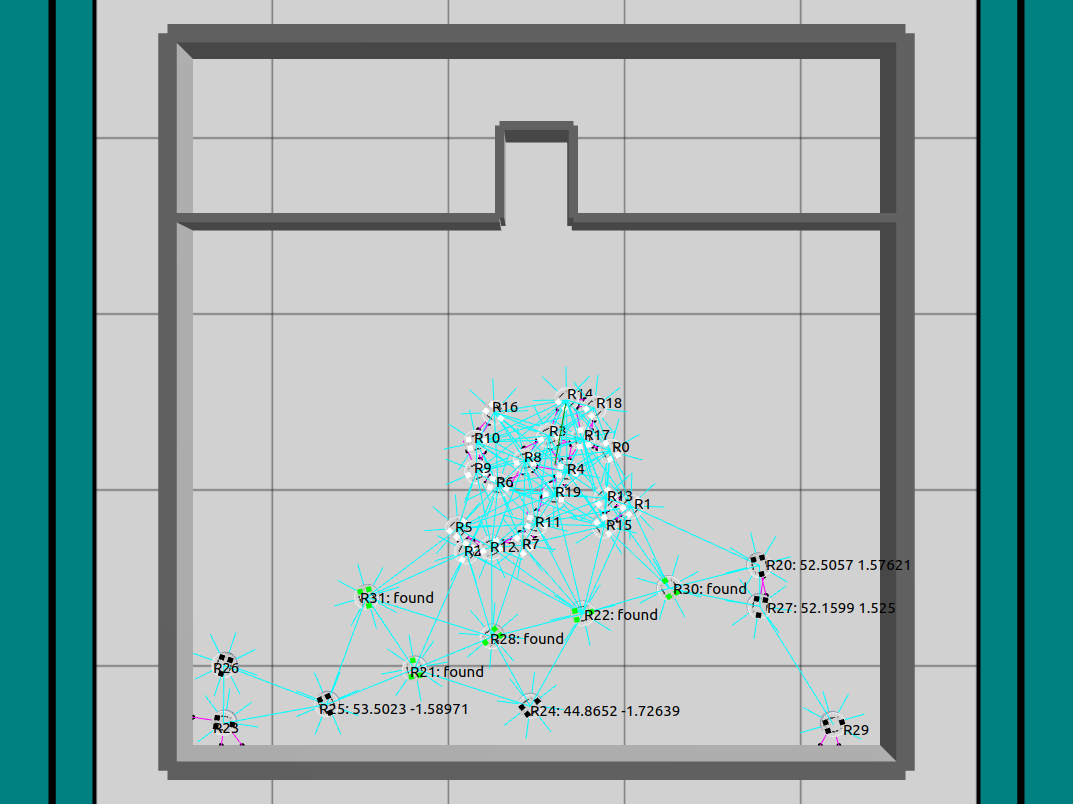 R14
R16
R18
R3
R17
R10
R0
R8
R9
R4
R6
R19
R13
R1
R5
R11
R15
R2
R12
R7
R20: 52.5057 1.57621
R30: found
R31: found
R27: 52.1599 1.525
R22: found
R28: found
R26
R21: found
R25: 53.5023 -1.58971
R24: 44.8652 -1.72639
R29